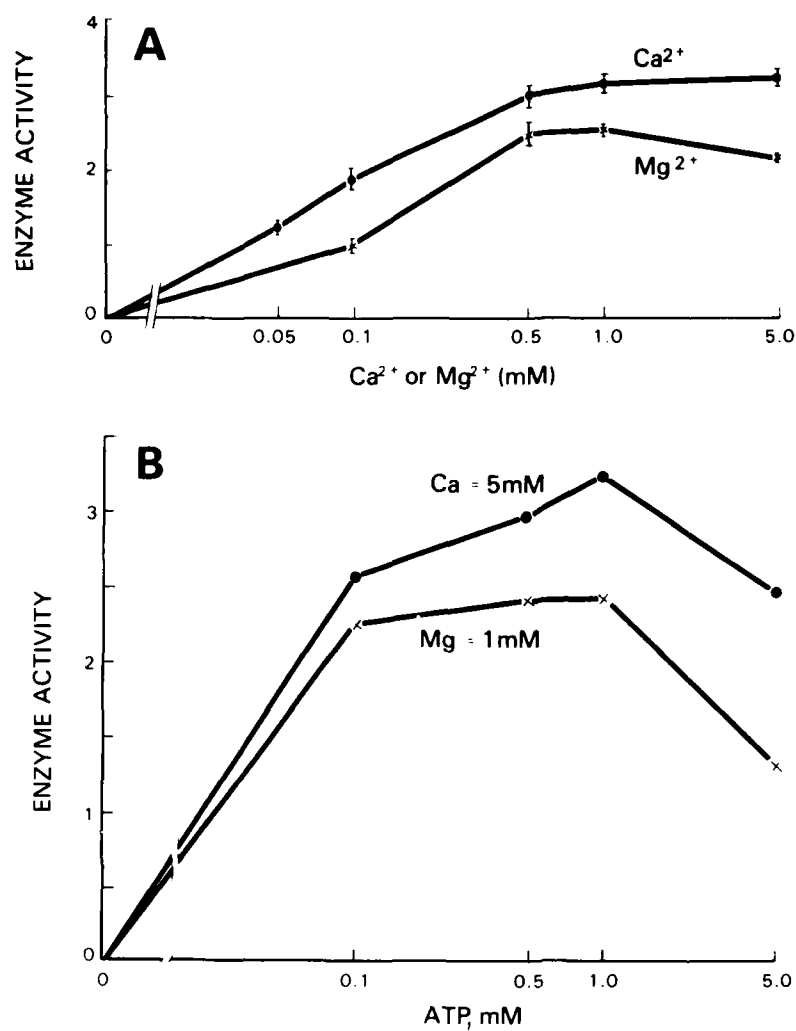 A
ENZYME ACTIVITY
4
2
0
Ca²⁺
Mg²⁺
0 0.05 0.1 0.5 1.0 5.0
Ca²⁺ or Mg²⁺ (mM)
B
ENZYME ACTIVITY
3
2
1
0
Ca = 5mM
Mg = 1mM
0 0.1 0.5 1.0 5.0
ATP, mM